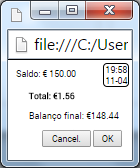 file:///C:/User
Saldo: € 150.00
19:58
11-04
Total: €1.56
Balanço final: €148.44
Cancel.
OK